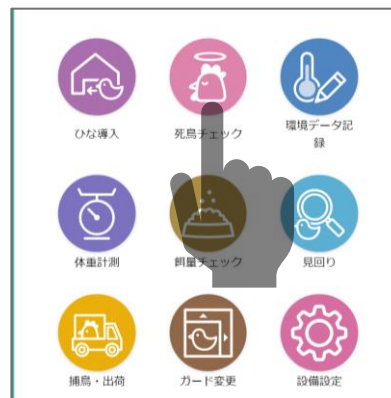 ひな導入
死鳥チェック
環境データ記
録
体重計測
餌量チェック
見回り
捕鳥・出荷
ガード変更
設備設定